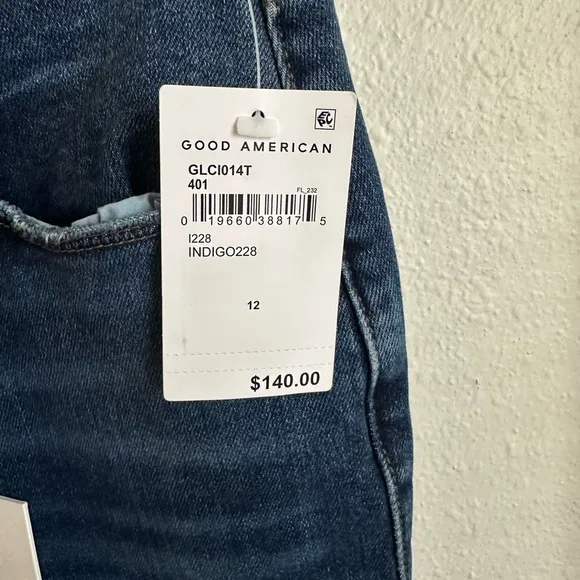 GOOD AMERICAN
GLCI014T
401
FL_232
0 19660 38817 5
I228
INDIGO228
12
$140.00